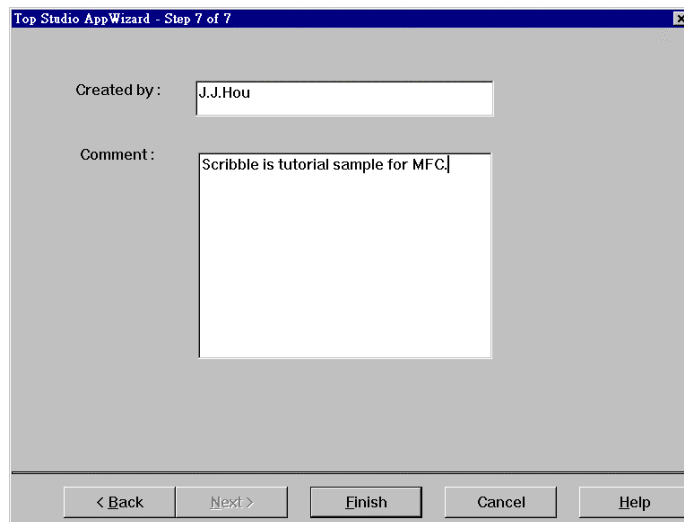 Top Studio AppWizard - Step 7 of 7
Created by :
J.J.Hou
Comment :
Scribble is tutorial sample for MFC.
< Back
Next >
Finish
Cancel
Help